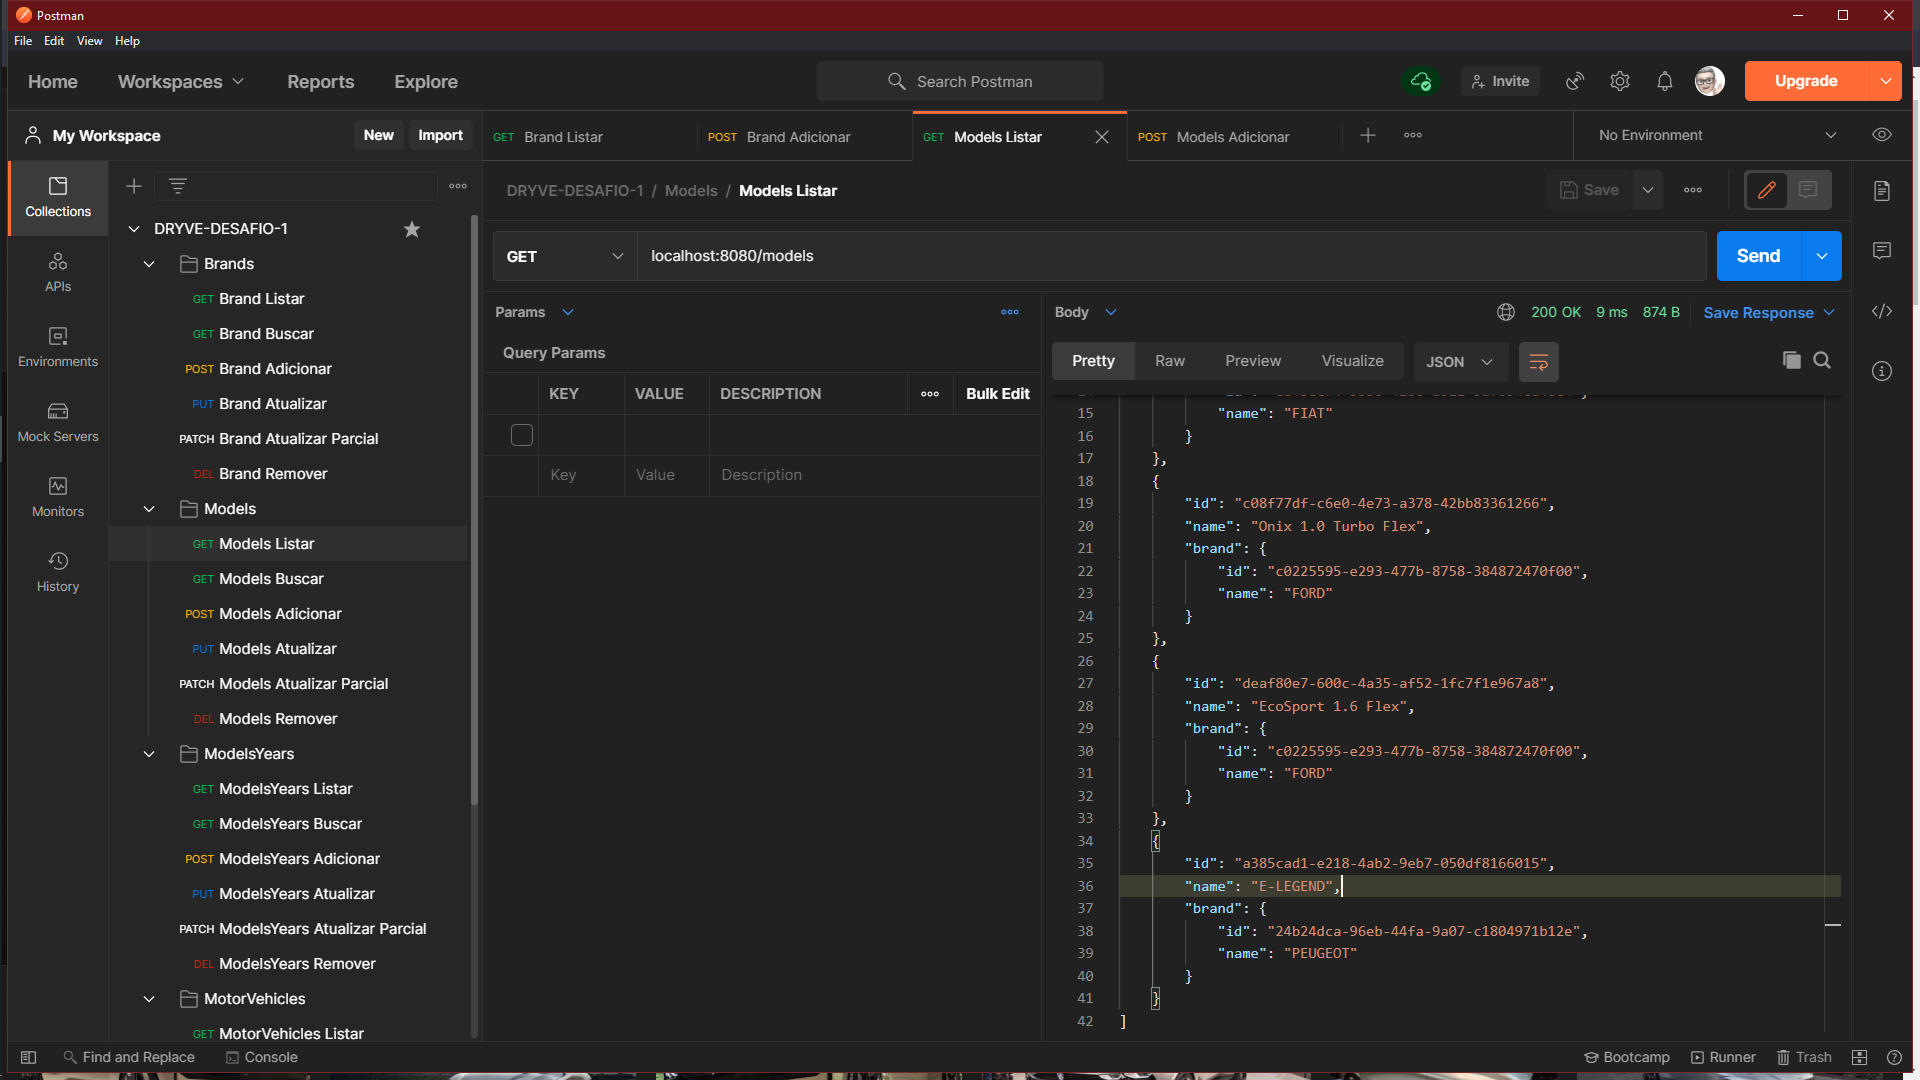 Postman
File Edit View Help
Home Workspaces Reports Explore Search Postman Invite Upgrade
My Workspace New Import
GET Brand Listar POST Brand Adicionar GET Models Listar POST Models Adicionar No Environment
Collections
APIs
Environments
Mock Servers
Monitors
History
DRYVE-DESAFIO-1
Brands
GET Brand Listar
GET Brand Buscar
POST Brand Adicionar
PUT Brand Atualizar
PATCH Brand Atualizar Parcial
DEL Brand Remover
Models
GET Models Listar
GET Models Buscar
POST Models Adicionar
PUT Models Atualizar
PATCH Models Atualizar Parcial
DEL Models Remover
ModelsYears
GET ModelsYears Listar
GET ModelsYears Buscar
POST ModelsYears Adicionar
PUT ModelsYears Atualizar
PATCH ModelsYears Atualizar Parcial
DEL ModelsYears Remover
MotorVehicles
GET MotorVehicles Listar
DRYVE-DESAFIO-1 / Models / Models Listar Save
GET localhost:8080/models Send
Params
Query Params
KEY VALUE DESCRIPTION Bulk Edit
Key Value Description
Body 200 OK 9 ms 874 B Save Response
Pretty Raw Preview Visualize JSON
15 "name": "FIAT"
16 }
17 },
18 {
19 "id": "c08f77df-c6e0-4e73-a378-42bb83361266",
20 "name": "Onix 1.0 Turbo Flex",
21 "brand": {
22 "id": "c0225595-e293-477b-8758-384872470f00",
23 "name": "FORD"
24 }
25 },
26 {
27 "id": "deaf80e7-600c-4a35-af52-1fc7f1e967a8",
28 "name": "EcoSport 1.6 Flex",
29 "brand": {
30 "id": "c0225595-e293-477b-8758-384872470f00",
31 "name": "FORD"
32 }
33 },
34 {
35 "id": "a385cad1-e218-4ab2-9eb7-050df8166015",
36 "name": "E-LEGEND",
37 "brand": {
38 "id": "24b24dca-96eb-44fa-9a07-c1804971b12e",
39 "name": "PEUGEOT"
40 }
41 }
42 ]
Find and Replace Console Bootcamp Runner Trash